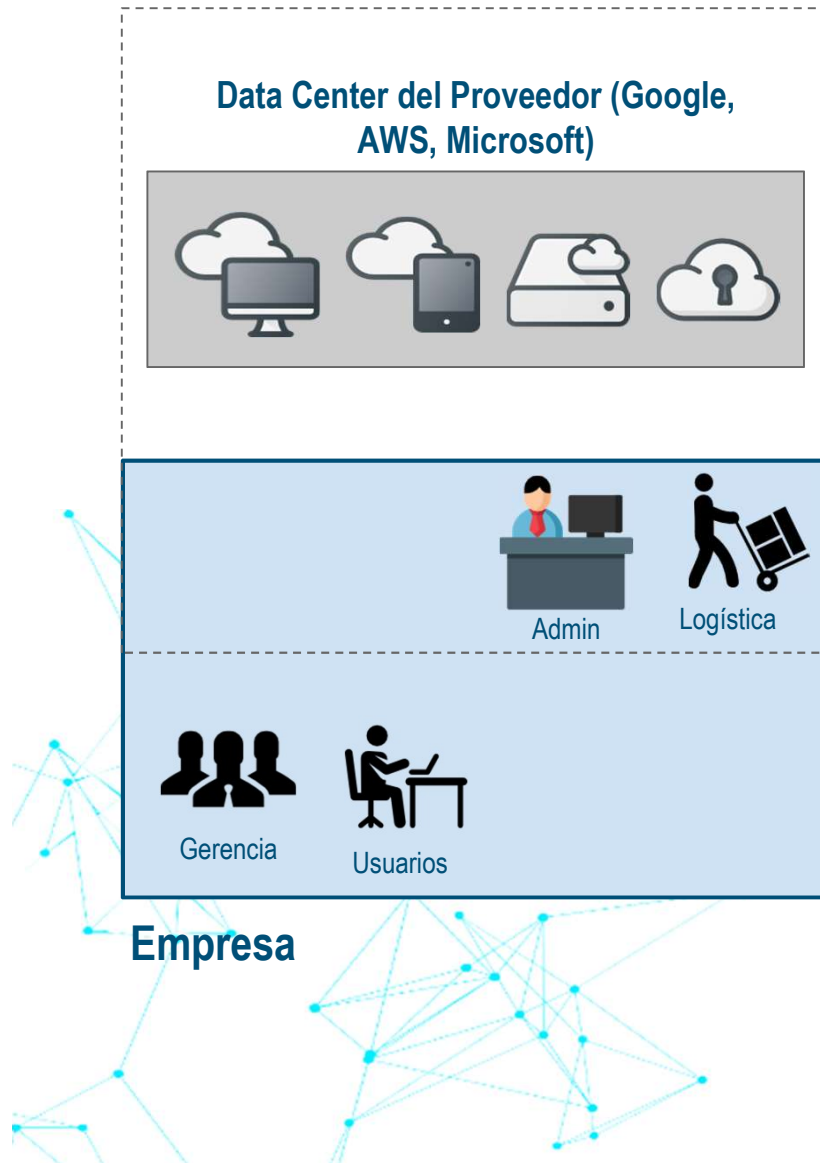 Data Center del Proveedor (Google,
AWS, Microsoft)
Admin
Logística
Gerencia
Usuarios
Empresa